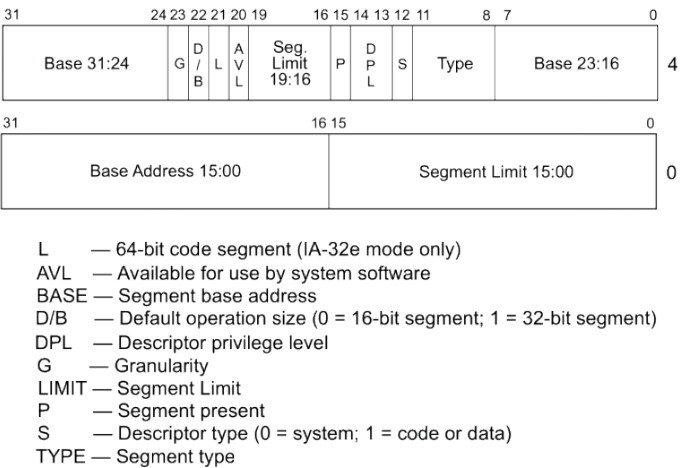 31 24 23 22 21 20 19 16 15 14 13 12 11 8 7 0
Base 31:24 G D/B L AVL Seg. Limit 19:16 P DPL S Type Base 23:16 4
31 16 15 0
Base Address 15:00 Segment Limit 15:00 0
L — 64-bit code segment (IA-32e mode only)
AVL — Available for use by system software
BASE — Segment base address
D/B — Default operation size (0 = 16-bit segment; 1 = 32-bit segment)
DPL — Descriptor privilege level
G — Granularity
LIMIT — Segment Limit
P — Segment present
S — Descriptor type (0 = system; 1 = code or data)
TYPE — Segment type